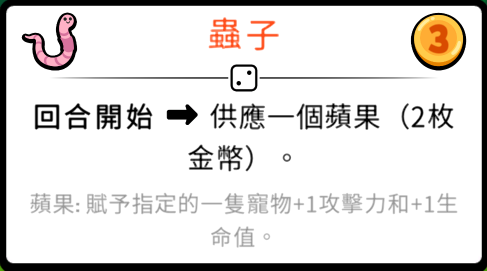 蟲子
3
回合開始 ➡ 供應一個蘋果（2枚
金幣）。
蘋果: 賦予指定的一隻寵物+1攻擊力和+1生
命值。